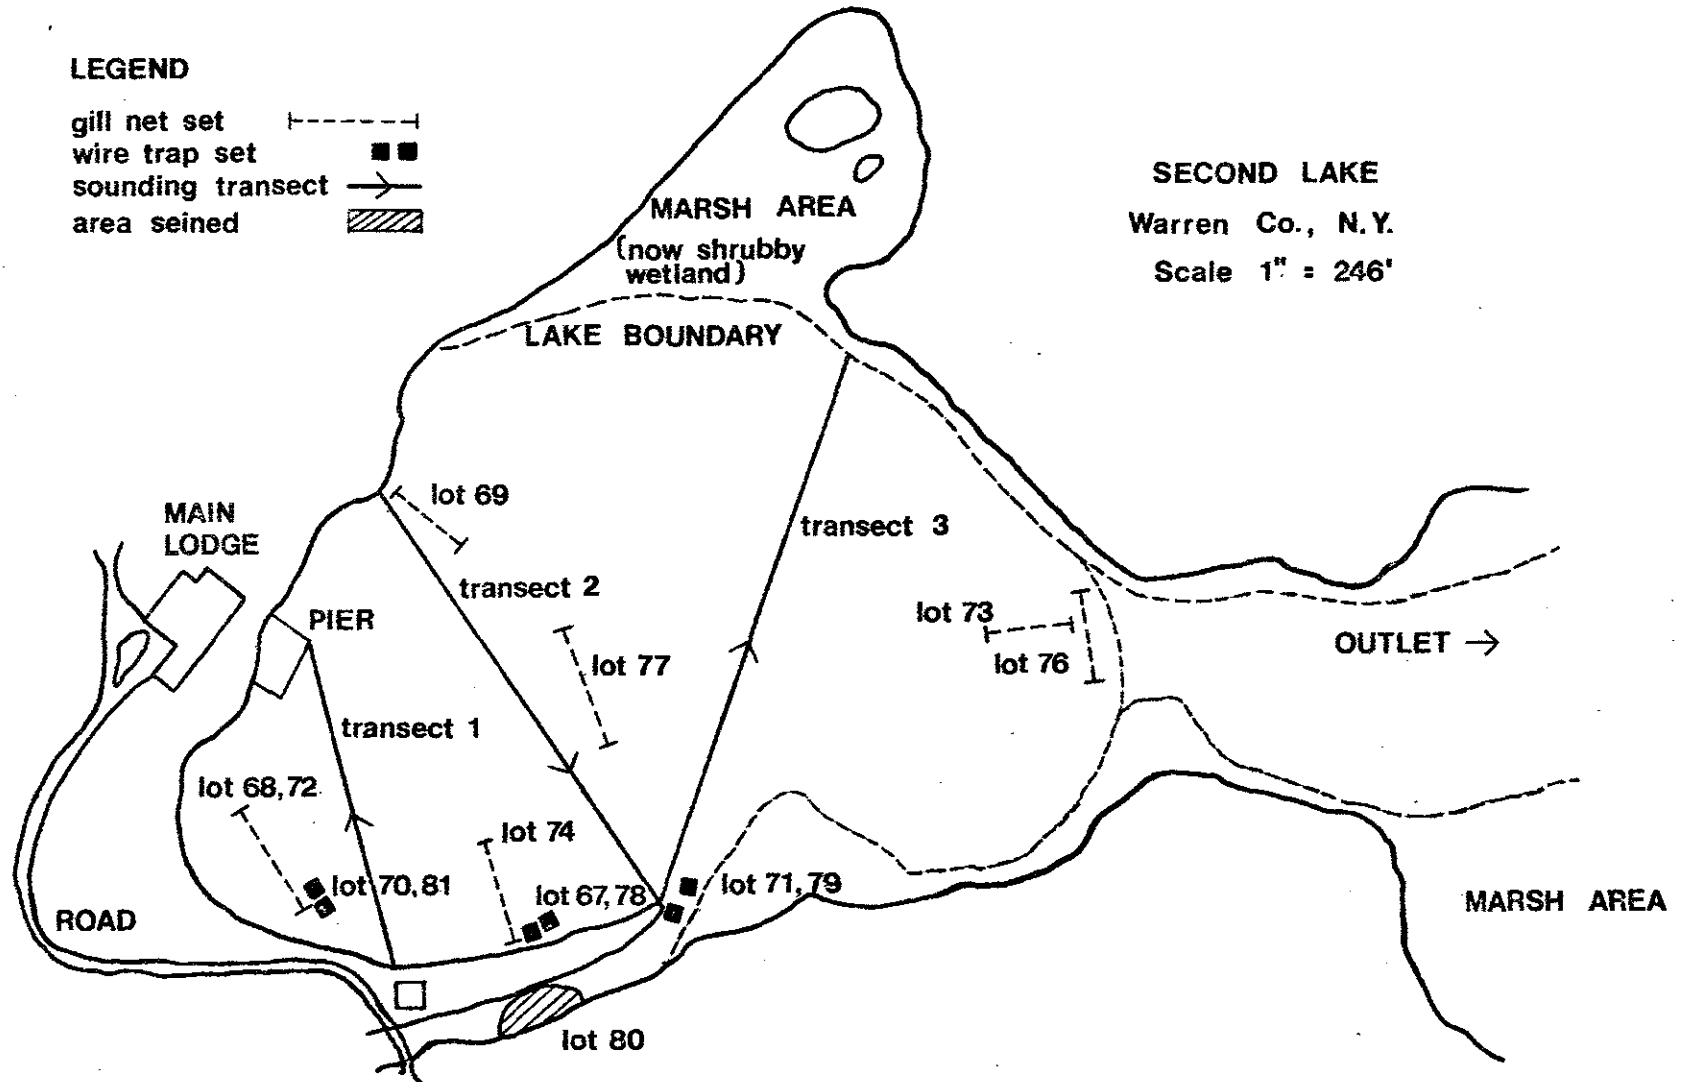 LEGEND
gill net set
wire trap set
sounding transect
area seined
SECOND LAKE
Warren Co., N.Y.
Scale 1" = 246'
MARSH AREA
(now shrubby
wetland)
LAKE BOUNDARY
lot 69
MAIN
LODGE
transect 3
transect 2
PIER
lot 73
lot 76
OUTLET →
lot 77
transect 1
lot 68,72
lot 74
lot 70,81
lot 67,78
lot 71,79
ROAD
MARSH AREA
lot 80